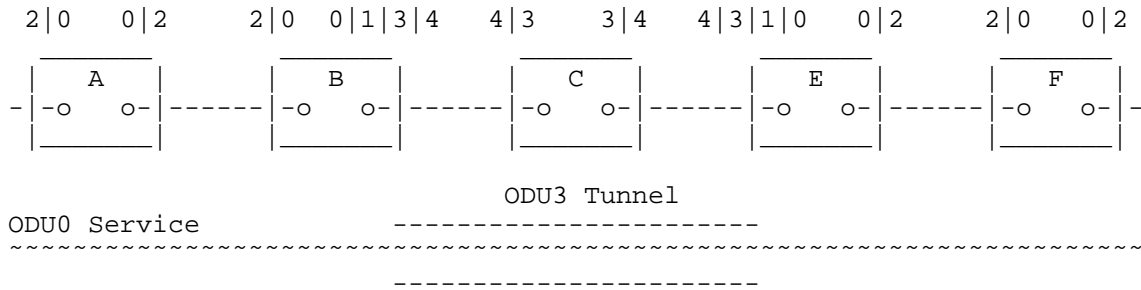 2|0 0|2 2|0 0|1|3|4 4|3 3|4 4|3|1|0 0|2 2|0 0|2
A B C E F
-o o- -o o- -o o- -o o- -o o-
ODU3 Tunnel
ODU0 Service